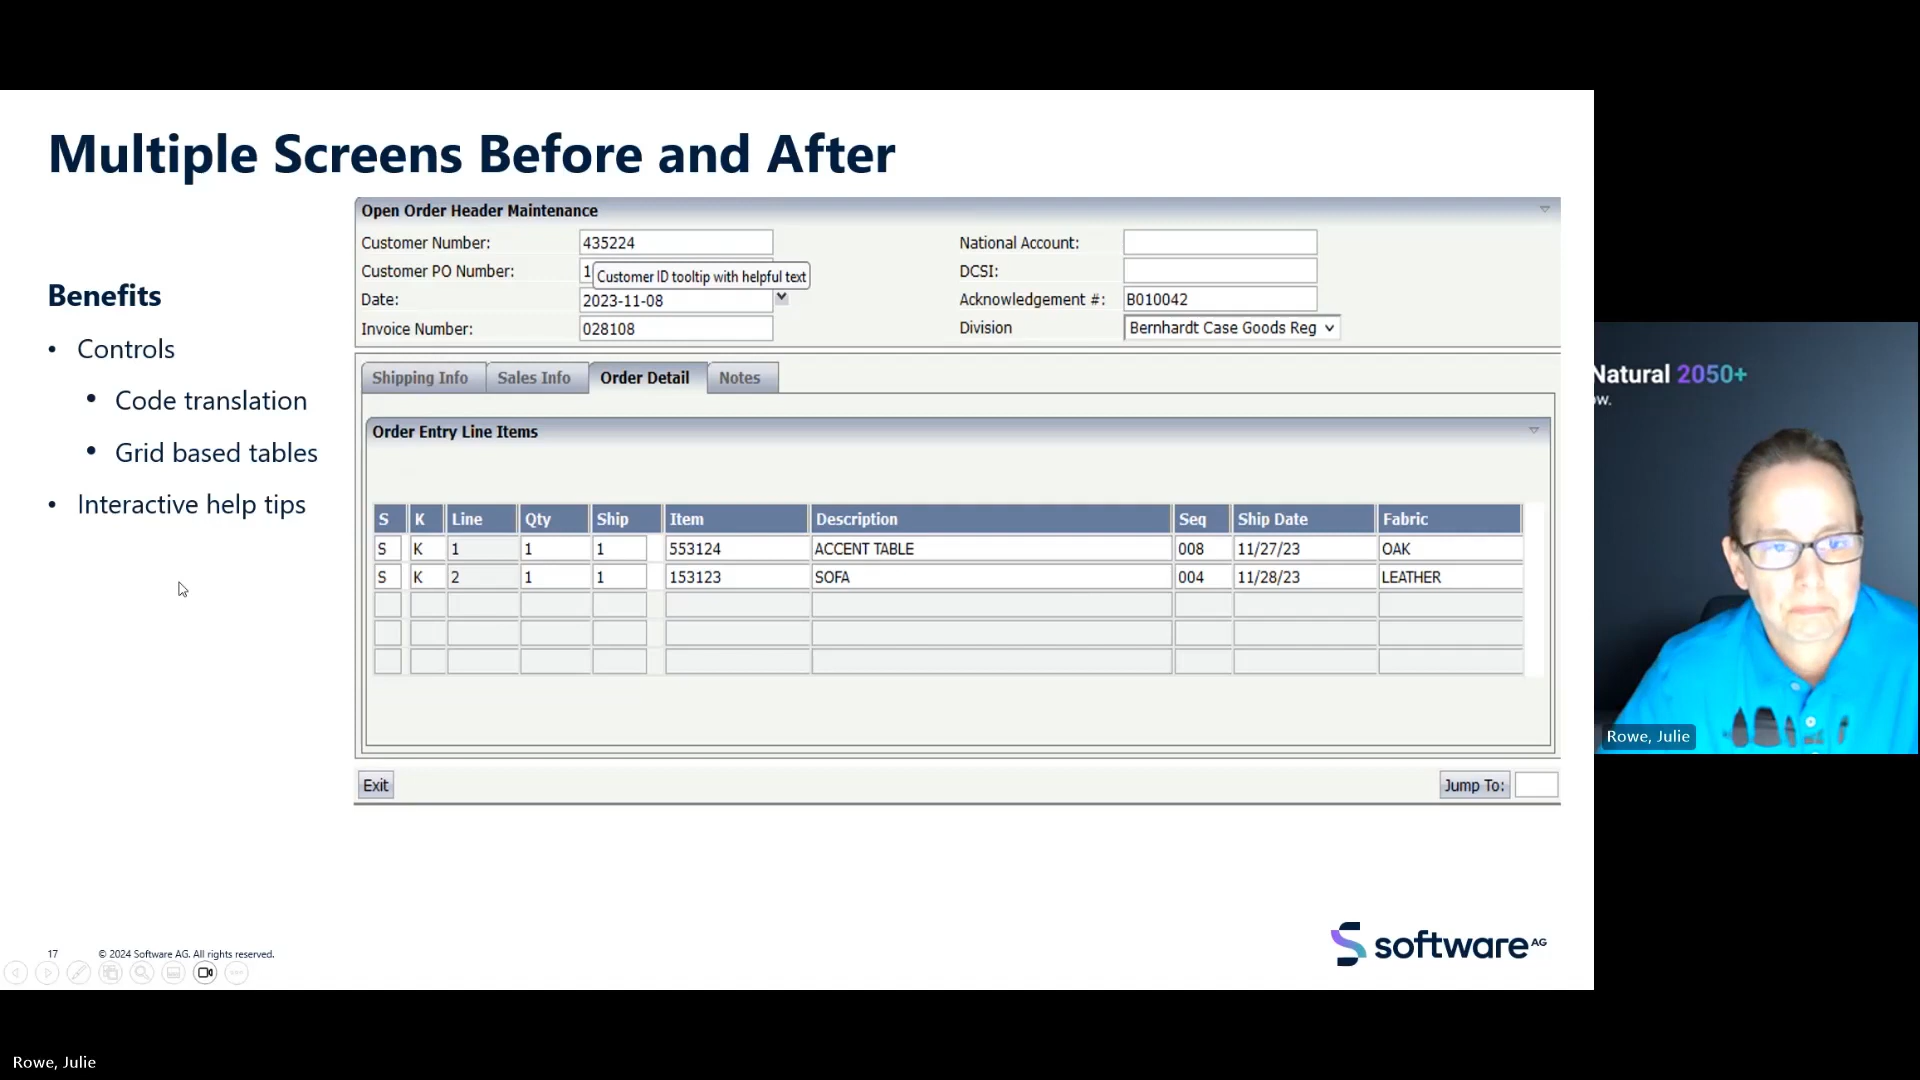 Multiple Screens Before and After
Benefits
• Controls
• Code translation
• Grid based tables
• Interactive help tips
Open Order Header Maintenance
Customer Number: 435224
National Account:
Customer PO Number: 1
Customer ID tooltip with helpful text
DCSI:
Date: 2023-11-08
Acknowledgement #: B010042
Invoice Number: 028108
Division Bernhardt Case Goods Reg
Shipping Info Sales Info Order Detail Notes
Order Entry Line Items
S K Line Qty Ship Item Description Seq Ship Date Fabric
S K 1 1 1 553124 ACCENT TABLE 008 11/27/23 OAK
S K 2 1 1 153123 SOFA 004 11/28/23 LEATHER
Exit Jump To:
17 © 2024 Software AG. All rights reserved.
software AG
Natural 2050+
ow.
Rowe, Julie
Rowe, Julie